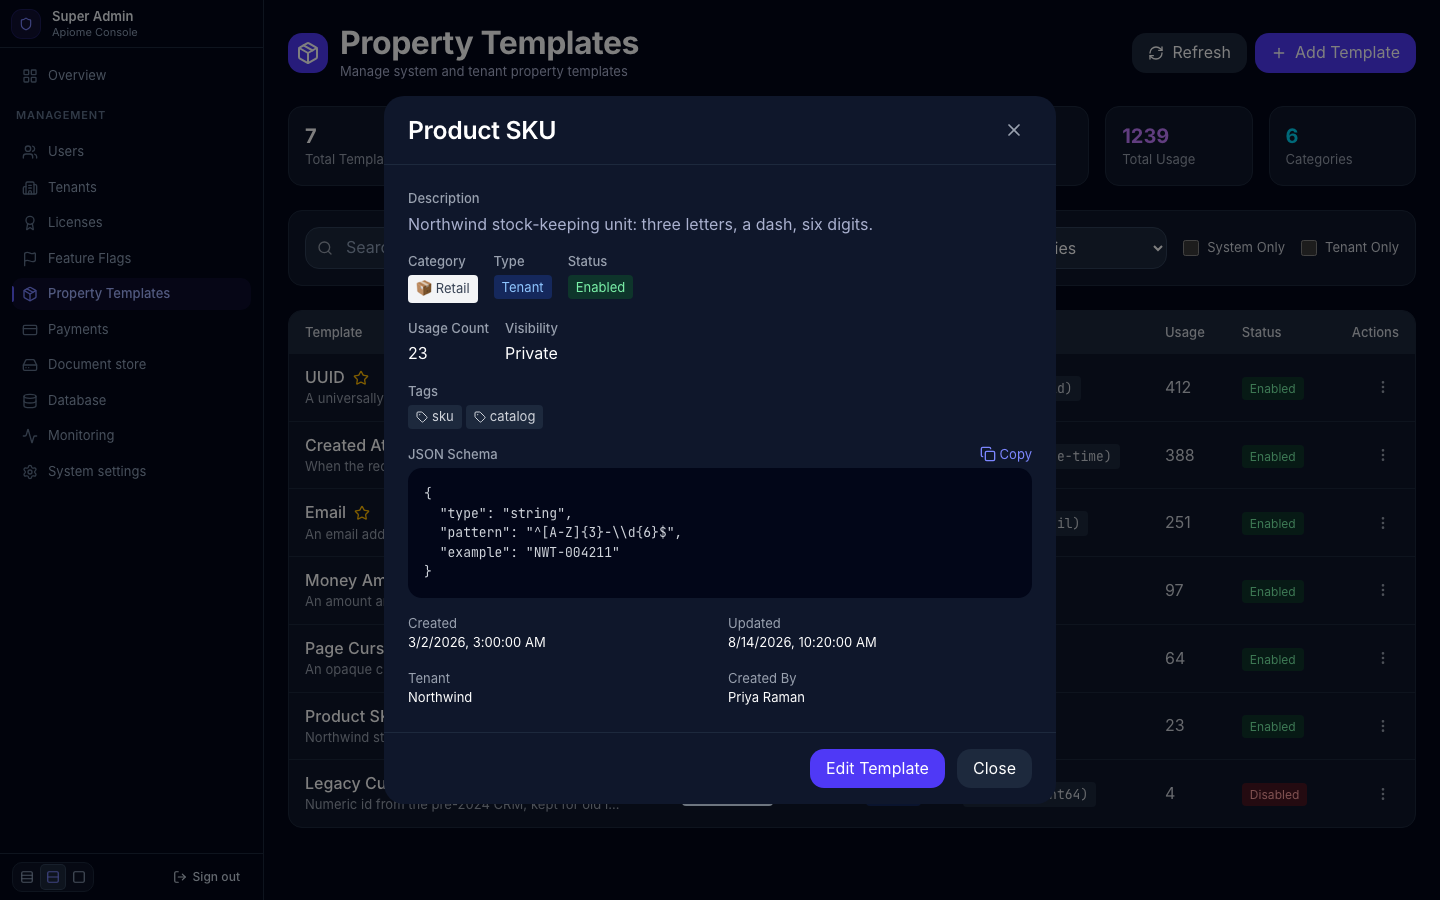 Super Admin
Apiome Console
Overview
MANAGEMENT
Users
Tenants
Licenses
Feature Flags
Property Templates
Payments
Document store
Database
Monitoring
System settings
Sign out
Property Templates
Manage system and tenant property templates
Refresh
Add Template
7
Total Templa
1239
Total Usage
6
Categories
Sear
ies
System Only
Tenant Only
Template
Usage
Status
Actions
UUID
A universally
d)
412
Enabled
Created At
When the rec
e-time)
388
Enabled
Email
An email add
il)
251
Enabled
Money Am
An amount a
97
Enabled
Page Curs
An opaque c
64
Enabled
Product SK
Northwind st
23
Enabled
Legacy Cu
Numeric id from the pre-2024 CRM, kept for old i...
nt64)
4
Disabled
Product SKU
Description
Northwind stock-keeping unit: three letters, a dash, six digits.
Category
Type
Status
📦 Retail
Tenant
Enabled
Usage Count
Visibility
23
Private
Tags
sku
catalog
JSON Schema
Copy
{
"type": "string",
"pattern": "^[A-Z]{3}-\\d{6}$",
"example": "NWT-004211"
}
Created
3/2/2026, 3:00:00 AM
Updated
8/14/2026, 10:20:00 AM
Tenant
Northwind
Created By
Priya Raman
Edit Template
Close